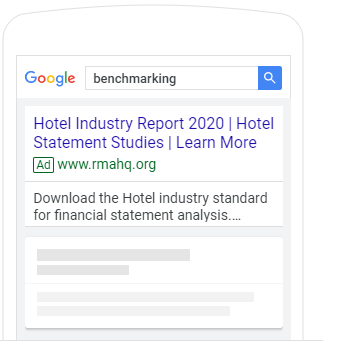 Google benchmarking
Hotel Industry Report 2020 | Hotel
Statement Studies | Learn More
Ad www.rmahq.org
Download the Hotel industry standard
for financial statement analysis....